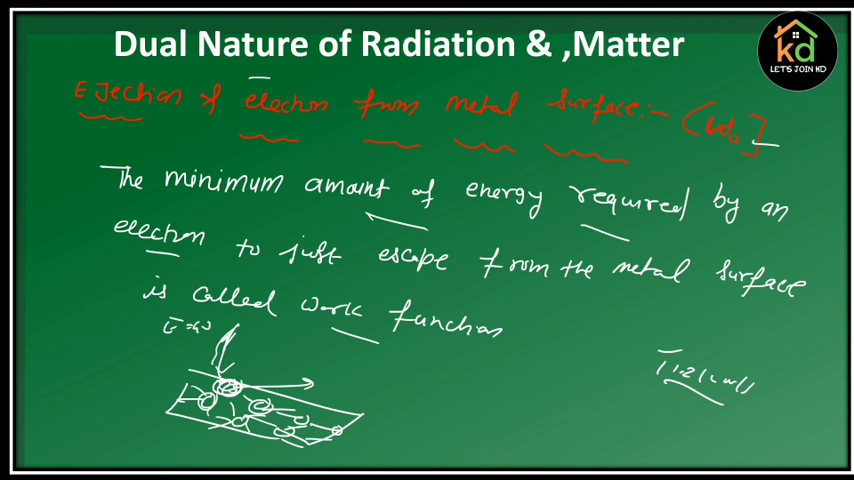 Dual Nature of Radiation & ,Matter
kd
LET'S JOIN KD
Ejection of electron from metal surface:-
The minimum amount of energy required by an
electron to just escape from the metal surface
is called work function